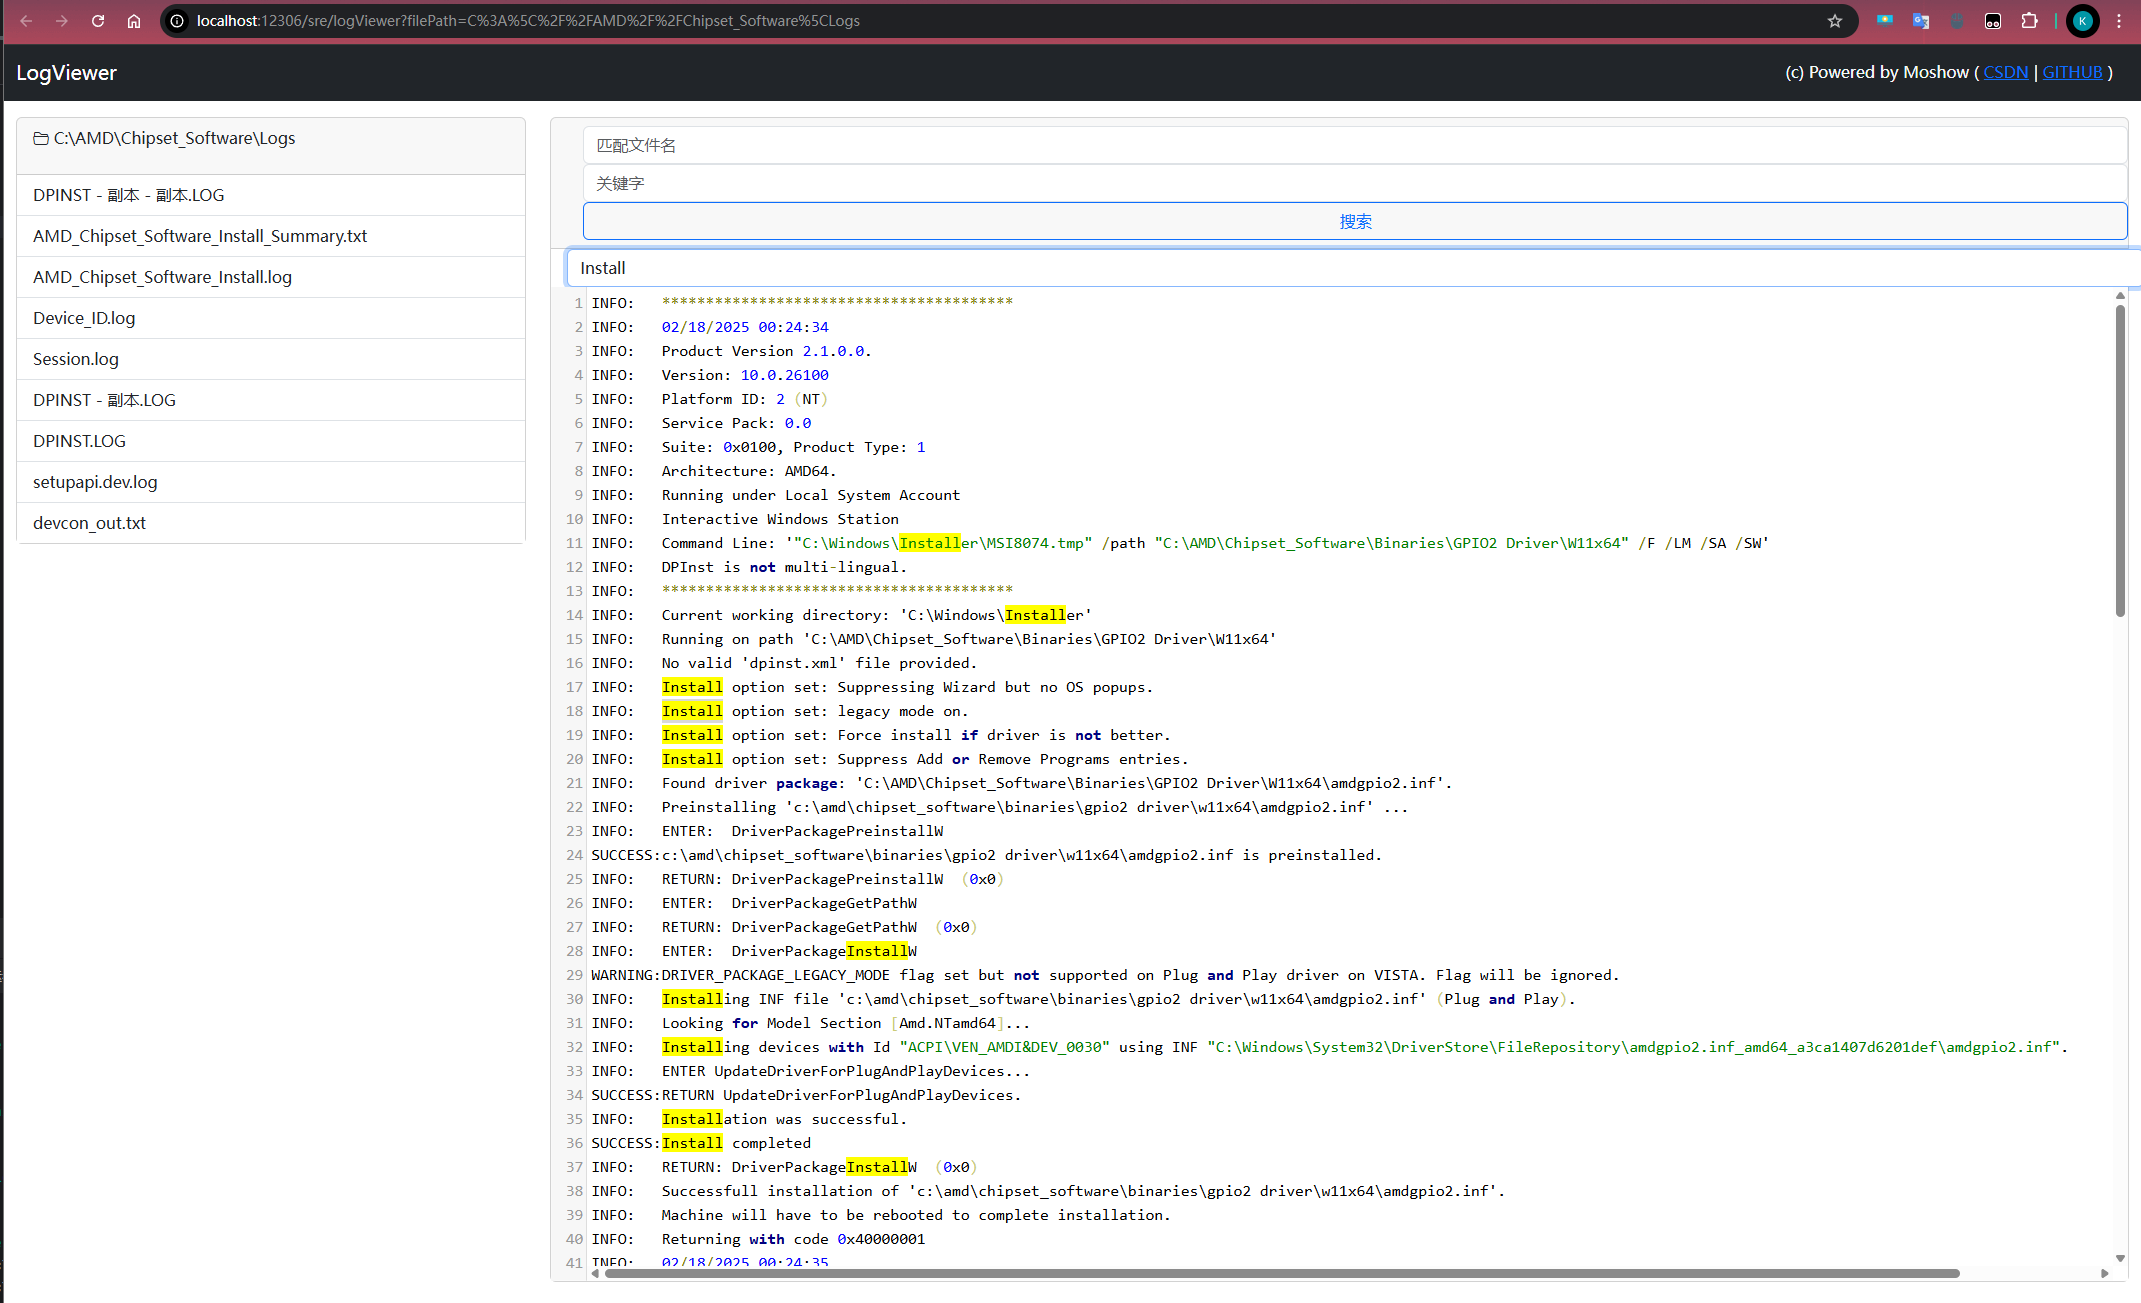 localhost:12306/sre/logViewer?filePath=C%3A%5C%2F%2FAMD%2F%2FChipset_Software%5CLogs
K
LogViewer
(c) Powered by Moshow ( CSDN | GITHUB )
C:\AMD\Chipset_Software\Logs
DPINST - 副本 - 副本.LOG
AMD_Chipset_Software_Install_Summary.txt
AMD_Chipset_Software_Install.log
Device_ID.log
Session.log
DPINST - 副本.LOG
DPINST.LOG
setupapi.dev.log
devcon_out.txt
匹配文件名
关键字
搜索
Install
1 INFO:   ****************************************
2 INFO:   02/18/2025 00:24:34
3 INFO:   Product Version 2.1.0.0.
4 INFO:   Version: 10.0.26100
5 INFO:   Platform ID: 2 (NT)
6 INFO:   Service Pack: 0.0
7 INFO:   Suite: 0x0100, Product Type: 1
8 INFO:   Architecture: AMD64.
9 INFO:   Running under Local System Account
10 INFO:   Interactive Windows Station
11 INFO:   Command Line: '"C:\Windows\Installer\MSI8074.tmp" /path "C:\AMD\Chipset_Software\Binaries\GPIO2 Driver\W11x64" /F /LM /SA /SW'
12 INFO:   DPInst is not multi-lingual.
13 INFO:   ****************************************
14 INFO:   Current working directory: 'C:\Windows\Installer'
15 INFO:   Running on path 'C:\AMD\Chipset_Software\Binaries\GPIO2 Driver\W11x64'
16 INFO:   No valid 'dpinst.xml' file provided.
17 INFO:   Install option set: Suppressing Wizard but no OS popups.
18 INFO:   Install option set: legacy mode on.
19 INFO:   Install option set: Force install if driver is not better.
20 INFO:   Install option set: Suppress Add or Remove Programs entries.
21 INFO:   Found driver package: 'C:\AMD\Chipset_Software\Binaries\GPIO2 Driver\W11x64\amdgpio2.inf'.
22 INFO:   Preinstalling 'c:\amd\chipset_software\binaries\gpio2 driver\w11x64\amdgpio2.inf' ...
23 INFO:   ENTER:  DriverPackagePreinstallW
24 SUCCESS:c:\amd\chipset_software\binaries\gpio2 driver\w11x64\amdgpio2.inf is preinstalled.
25 INFO:   RETURN: DriverPackagePreinstallW  (0x0)
26 INFO:   ENTER:  DriverPackageGetPathW
27 INFO:   RETURN: DriverPackageGetPathW  (0x0)
28 INFO:   ENTER:  DriverPackageInstallW
29 WARNING:DRIVER_PACKAGE_LEGACY_MODE flag set but not supported on Plug and Play driver on VISTA. Flag will be ignored.
30 INFO:   Installing INF file 'c:\amd\chipset_software\binaries\gpio2 driver\w11x64\amdgpio2.inf' (Plug and Play).
31 INFO:   Looking for Model Section [Amd.NTamd64]...
32 INFO:   Installing devices with Id "ACPI\VEN_AMDI&DEV_0030" using INF "C:\Windows\System32\DriverStore\FileRepository\amdgpio2.inf_amd64_a3ca1407d6201def\amdgpio2.inf".
33 INFO:   ENTER UpdateDriverForPlugAndPlayDevices...
34 SUCCESS:RETURN UpdateDriverForPlugAndPlayDevices.
35 INFO:   Installation was successful.
36 SUCCESS:Install completed
37 INFO:   RETURN: DriverPackageInstallW  (0x0)
38 INFO:   Successfull installation of 'c:\amd\chipset_software\binaries\gpio2 driver\w11x64\amdgpio2.inf'.
39 INFO:   Machine will have to be rebooted to complete installation.
40 INFO:   Returning with code 0x40000001
41 INFO:   02/18/2025 00:24:35